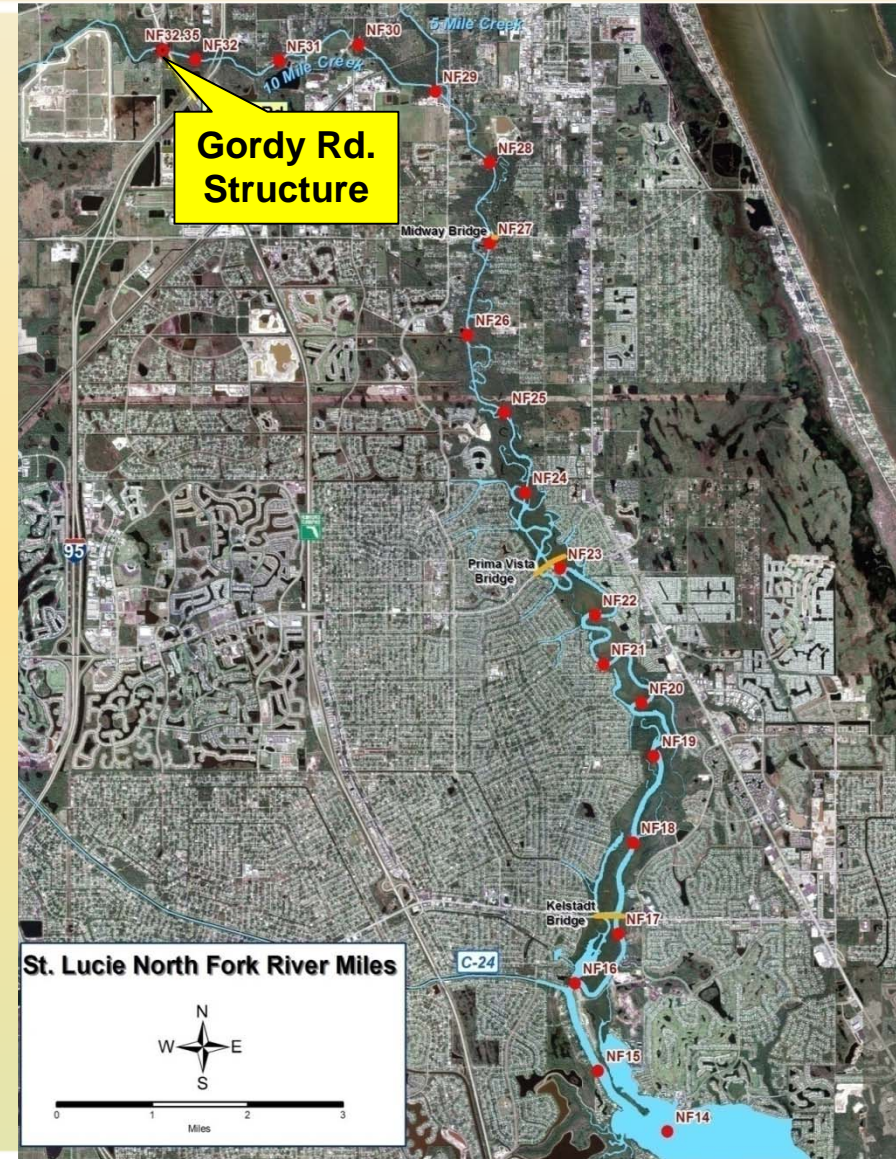 5 Mile Creek
NF32.35
NF32
NF31
NF30
10 Mile Creek
NF29
Gordy Rd.
Structure
NF28
Midway Bridge
NF27
NF26
NF25
NF24
Prima Vista
Bridge
NF23
95
NF22
NF21
NF20
NF19
NF18
Kelstadt
Bridge
NF17
C-24
NF16
NF15
NF14
St. Lucie North Fork River Miles
N
W
E
S
0 1 2 3
Miles